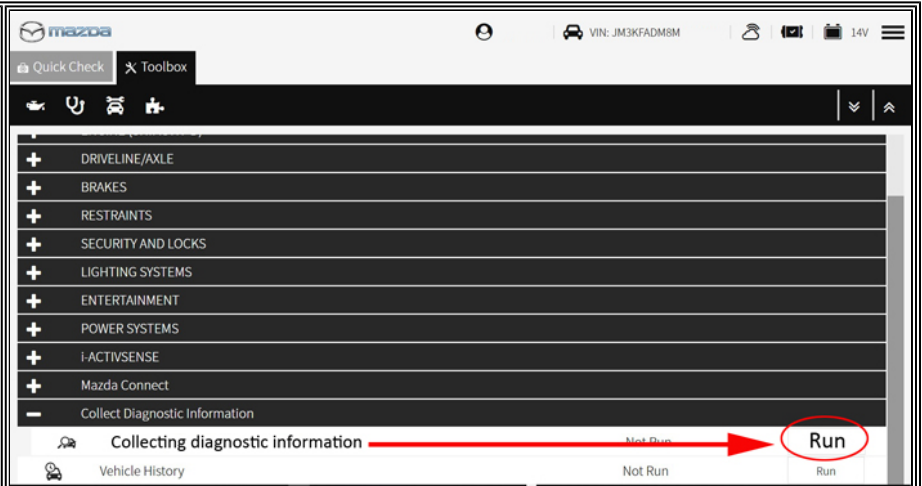 mazda
VIN: JM3KFADM8M
14V
Quick Check
Toolbox
DRIVELINE/AXLE
BRAKES
RESTRAINTS
SECURITY AND LOCKS
LIGHTING SYSTEMS
ENTERTAINMENT
POWER SYSTEMS
i-ACTIVSENSE
Mazda Connect
Collect Diagnostic Information
Collecting diagnostic information Not Run Run
Vehicle History Not Run Run